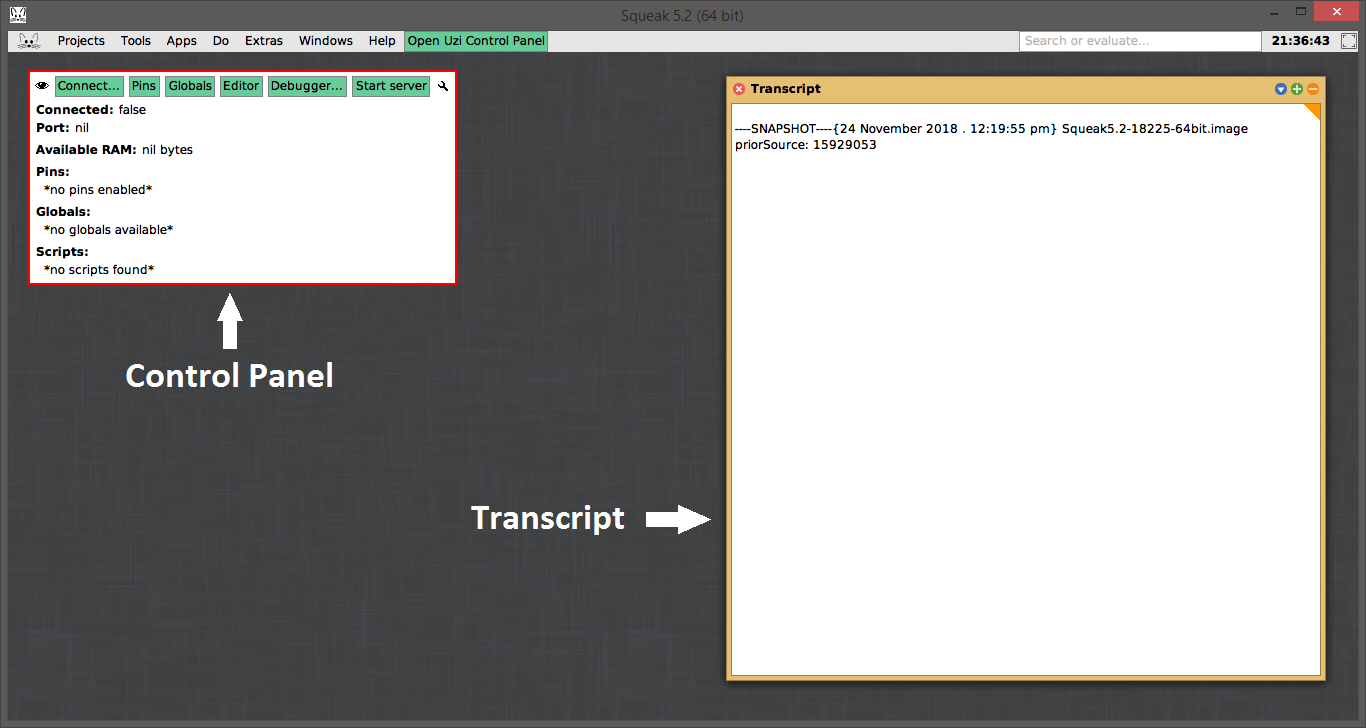 Squeak 5.2 (64 bit)
Projects Tools Apps Do Extras Windows Help Open Uzi Control Panel Search or evaluate... 21:36:43
Connect... Pins Globals Editor Debugger... Start server
Connected: false
Port: nil
Available RAM: nil bytes
Pins:
*no pins enabled*
Globals:
*no globals available*
Scripts:
*no scripts found*
Control Panel
Transcript
Transcript
----SNAPSHOT----{24 November 2018 . 12:19:55 pm} Squeak5.2-18225-64bit.image
priorSource: 15929053